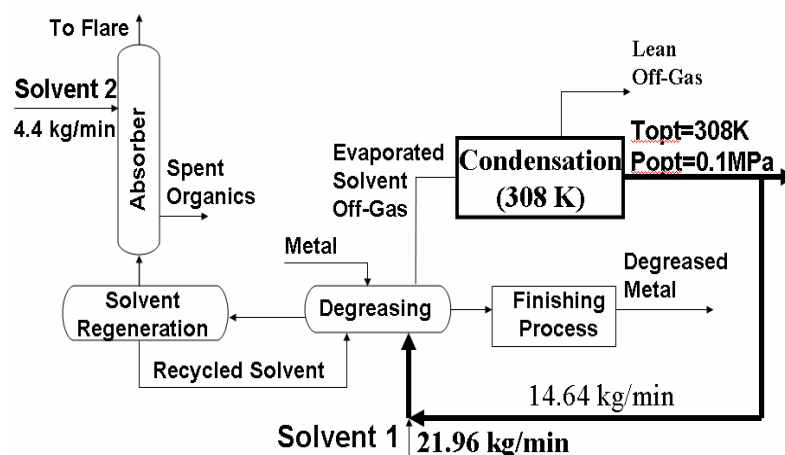 To Flare
Solvent 2
4.4 kg/min
Absorber
Spent
Organics
Lean
Off-Gas
Topt=308K
Popt=0.1MPa
Evaporated
Solvent
Off-Gas
Condensation
(308 K)
Metal
Degreased
Metal
Solvent
Regeneration
Degreasing
Finishing
Process
Recycled Solvent
14.64 kg/min
Solvent 1
21.96 kg/min